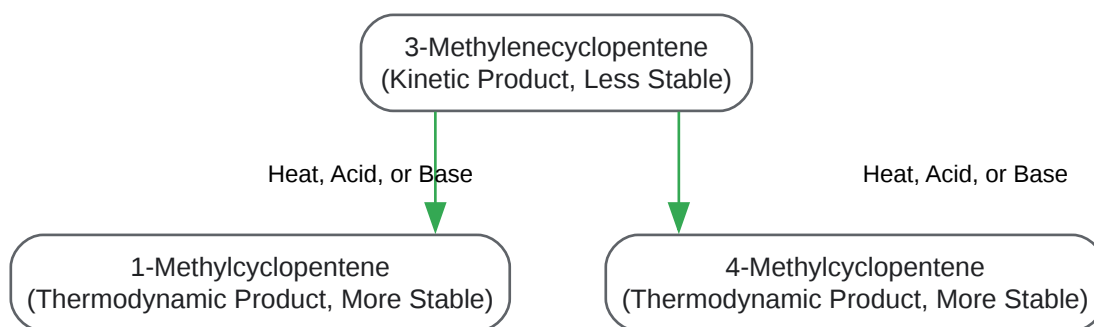 3-Methylenecyclopentene
(Kinetic Product, Less Stable)
Heat, Acid, or Base
Heat, Acid, or Base
1-Methylcyclopentene
(Thermodynamic Product, More Stable)
4-Methylcyclopentene
(Thermodynamic Product, More Stable)